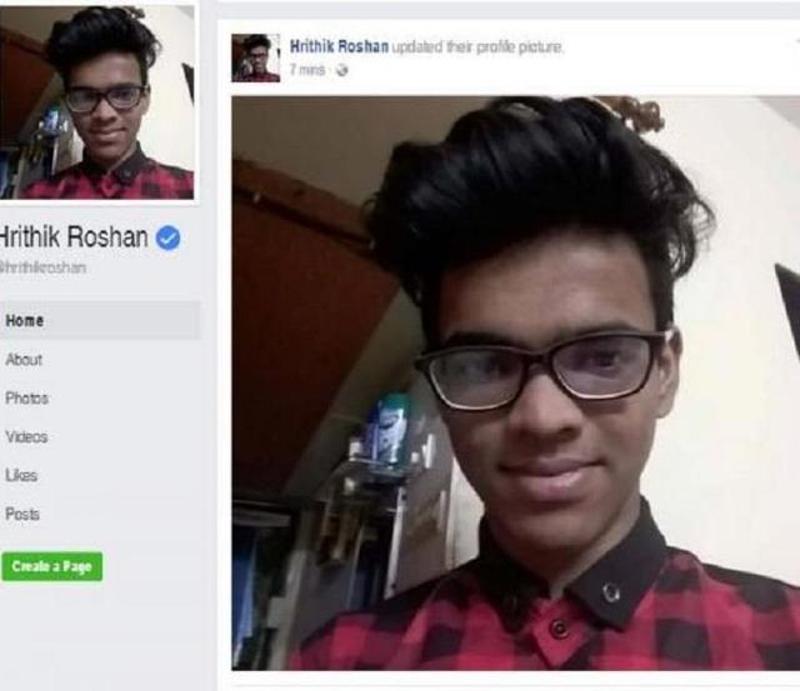 Hrithik Roshan updated their profile picture.
7 mins ·
Hrithik Roshan
@hrithikroshan
Home
About
Photos
Videos
Likes
Posts
Create a Page